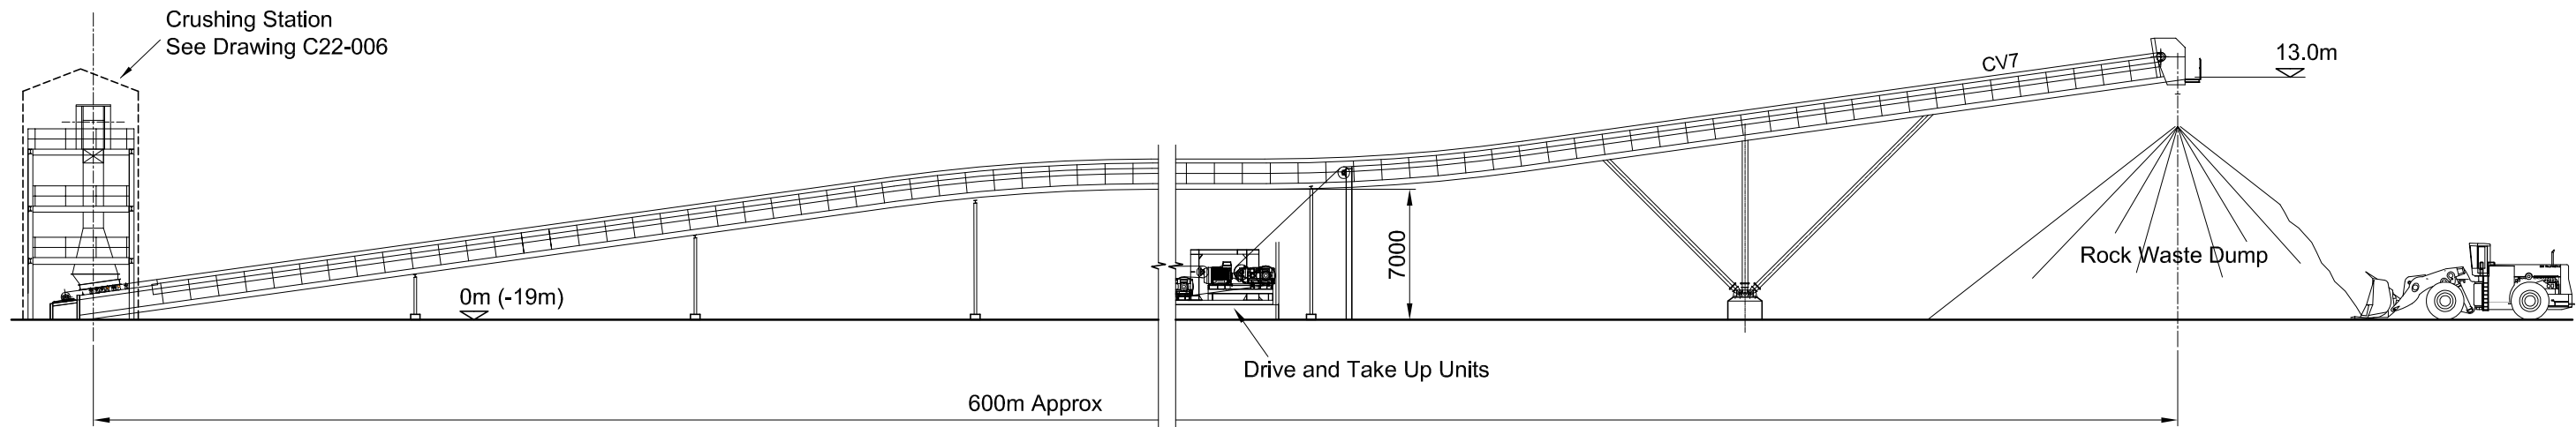 Crushing Station
See Drawing C22-006
CV7
13.0m
0m (-19m)
7000
Rock Waste Dump
Drive and Take Up Units
600m Approx